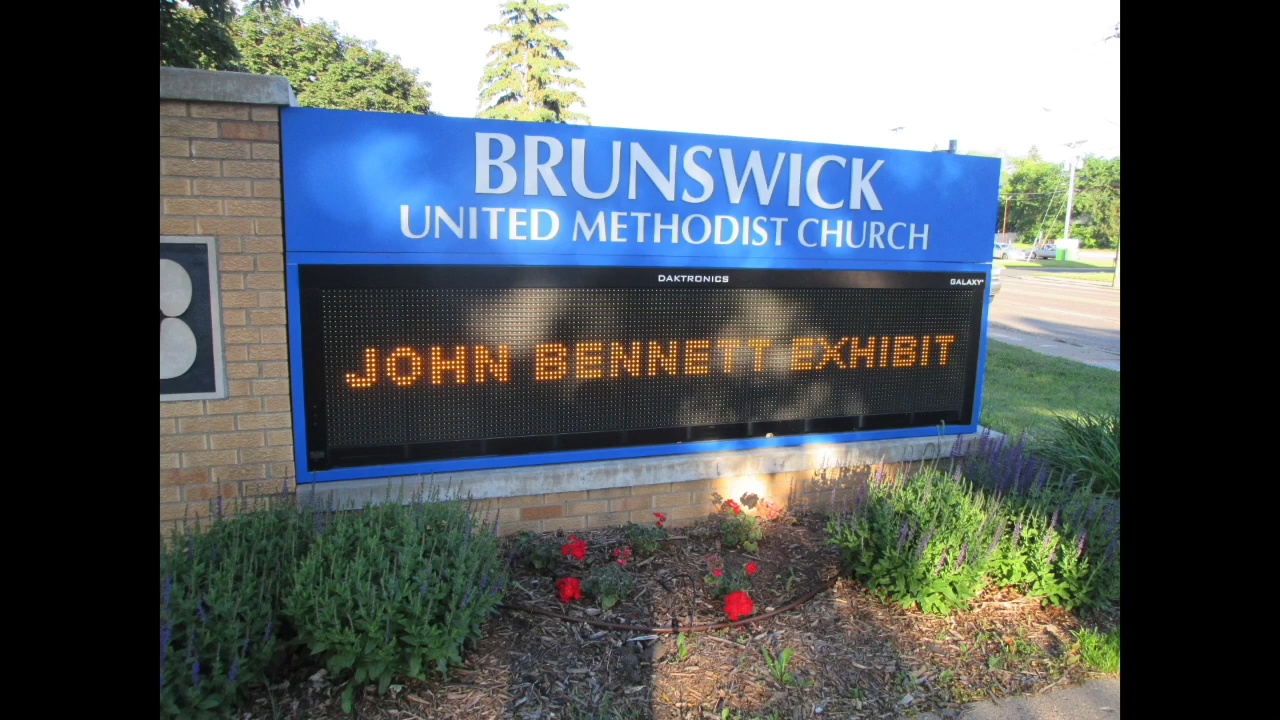 BRUNSWICK
UNITED METHODIST CHURCH
DAKTRONICS GALAXY®
JOHN BENNETT EXHIBIT